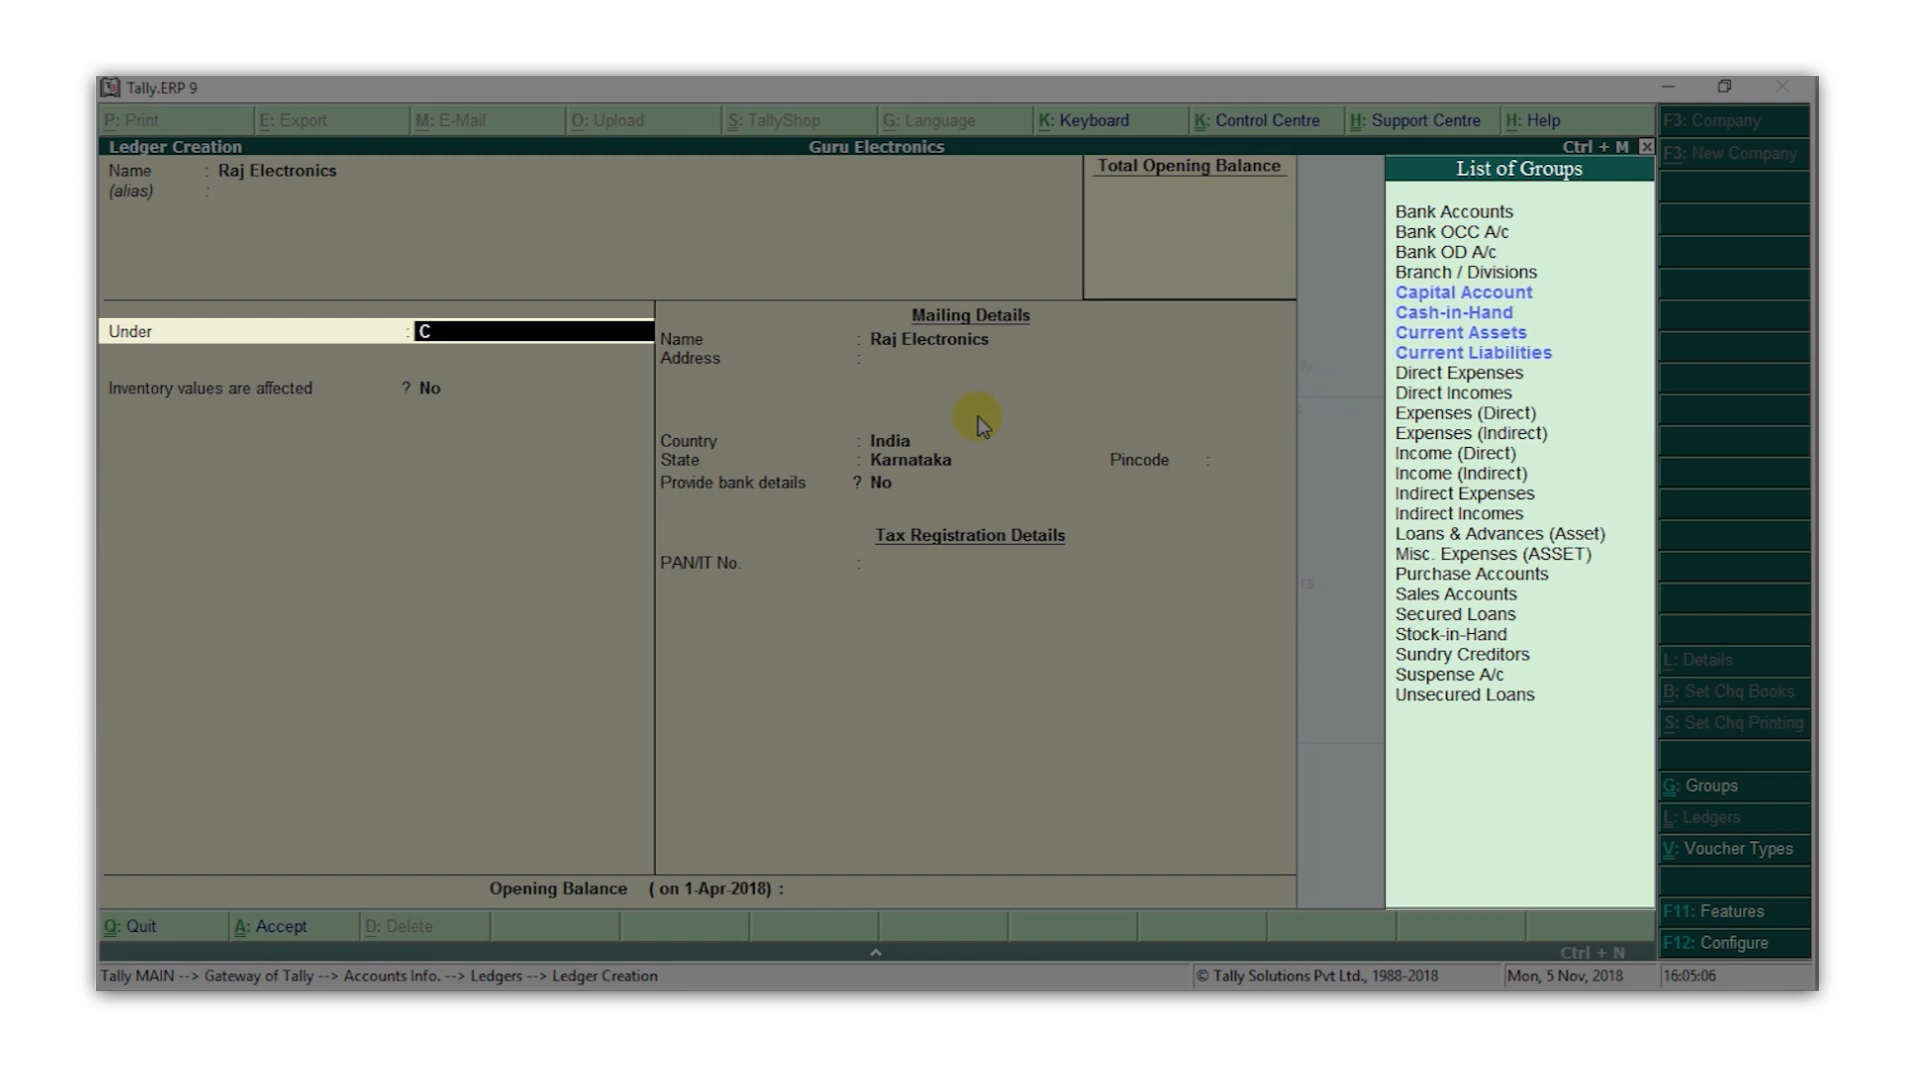 Tally.ERP 9
P: Print E: Export M: E-Mail O: Upload S: TallyShop G: Language K: Keyboard K: Control Centre H: Support Centre H: Help
Ledger Creation Guru Electronics Ctrl + M
Name : Raj Electronics
(alias) :
Total Opening Balance
Under : C
Inventory values are affected ? No
Mailing Details
Name : Raj Electronics
Address :
Country : India
State : Karnataka Pincode :
Provide bank details ? No
Tax Registration Details
PAN/IT No. :
Opening Balance ( on 1-Apr-2018) :
List of Groups
Bank Accounts
Bank OCC A/c
Bank OD A/c
Branch / Divisions
Capital Account
Cash-in-Hand
Current Assets
Current Liabilities
Direct Expenses
Direct Incomes
Expenses (Direct)
Expenses (Indirect)
Income (Direct)
Income (Indirect)
Indirect Expenses
Indirect Incomes
Loans & Advances (Asset)
Misc. Expenses (ASSET)
Purchase Accounts
Sales Accounts
Secured Loans
Stock-in-Hand
Sundry Creditors
Suspense A/c
Unsecured Loans
F3: Company
F3: New Company
L: Details
B: Set Chq Books
S: Set Chq Printing
G: Groups
L: Ledgers
V: Voucher Types
F11: Features
F12: Configure
Q: Quit A: Accept D: Delete
Ctrl + N
Tally MAIN --> Gateway of Tally --> Accounts Info. --> Ledgers --> Ledger Creation © Tally Solutions Pvt Ltd., 1988-2018 Mon, 5 Nov, 2018 16:05:06